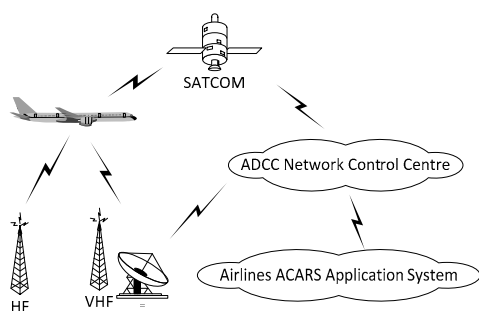 SATCOM
ADCC Network Control Centre
Airlines ACARS Application System
HF
VHF